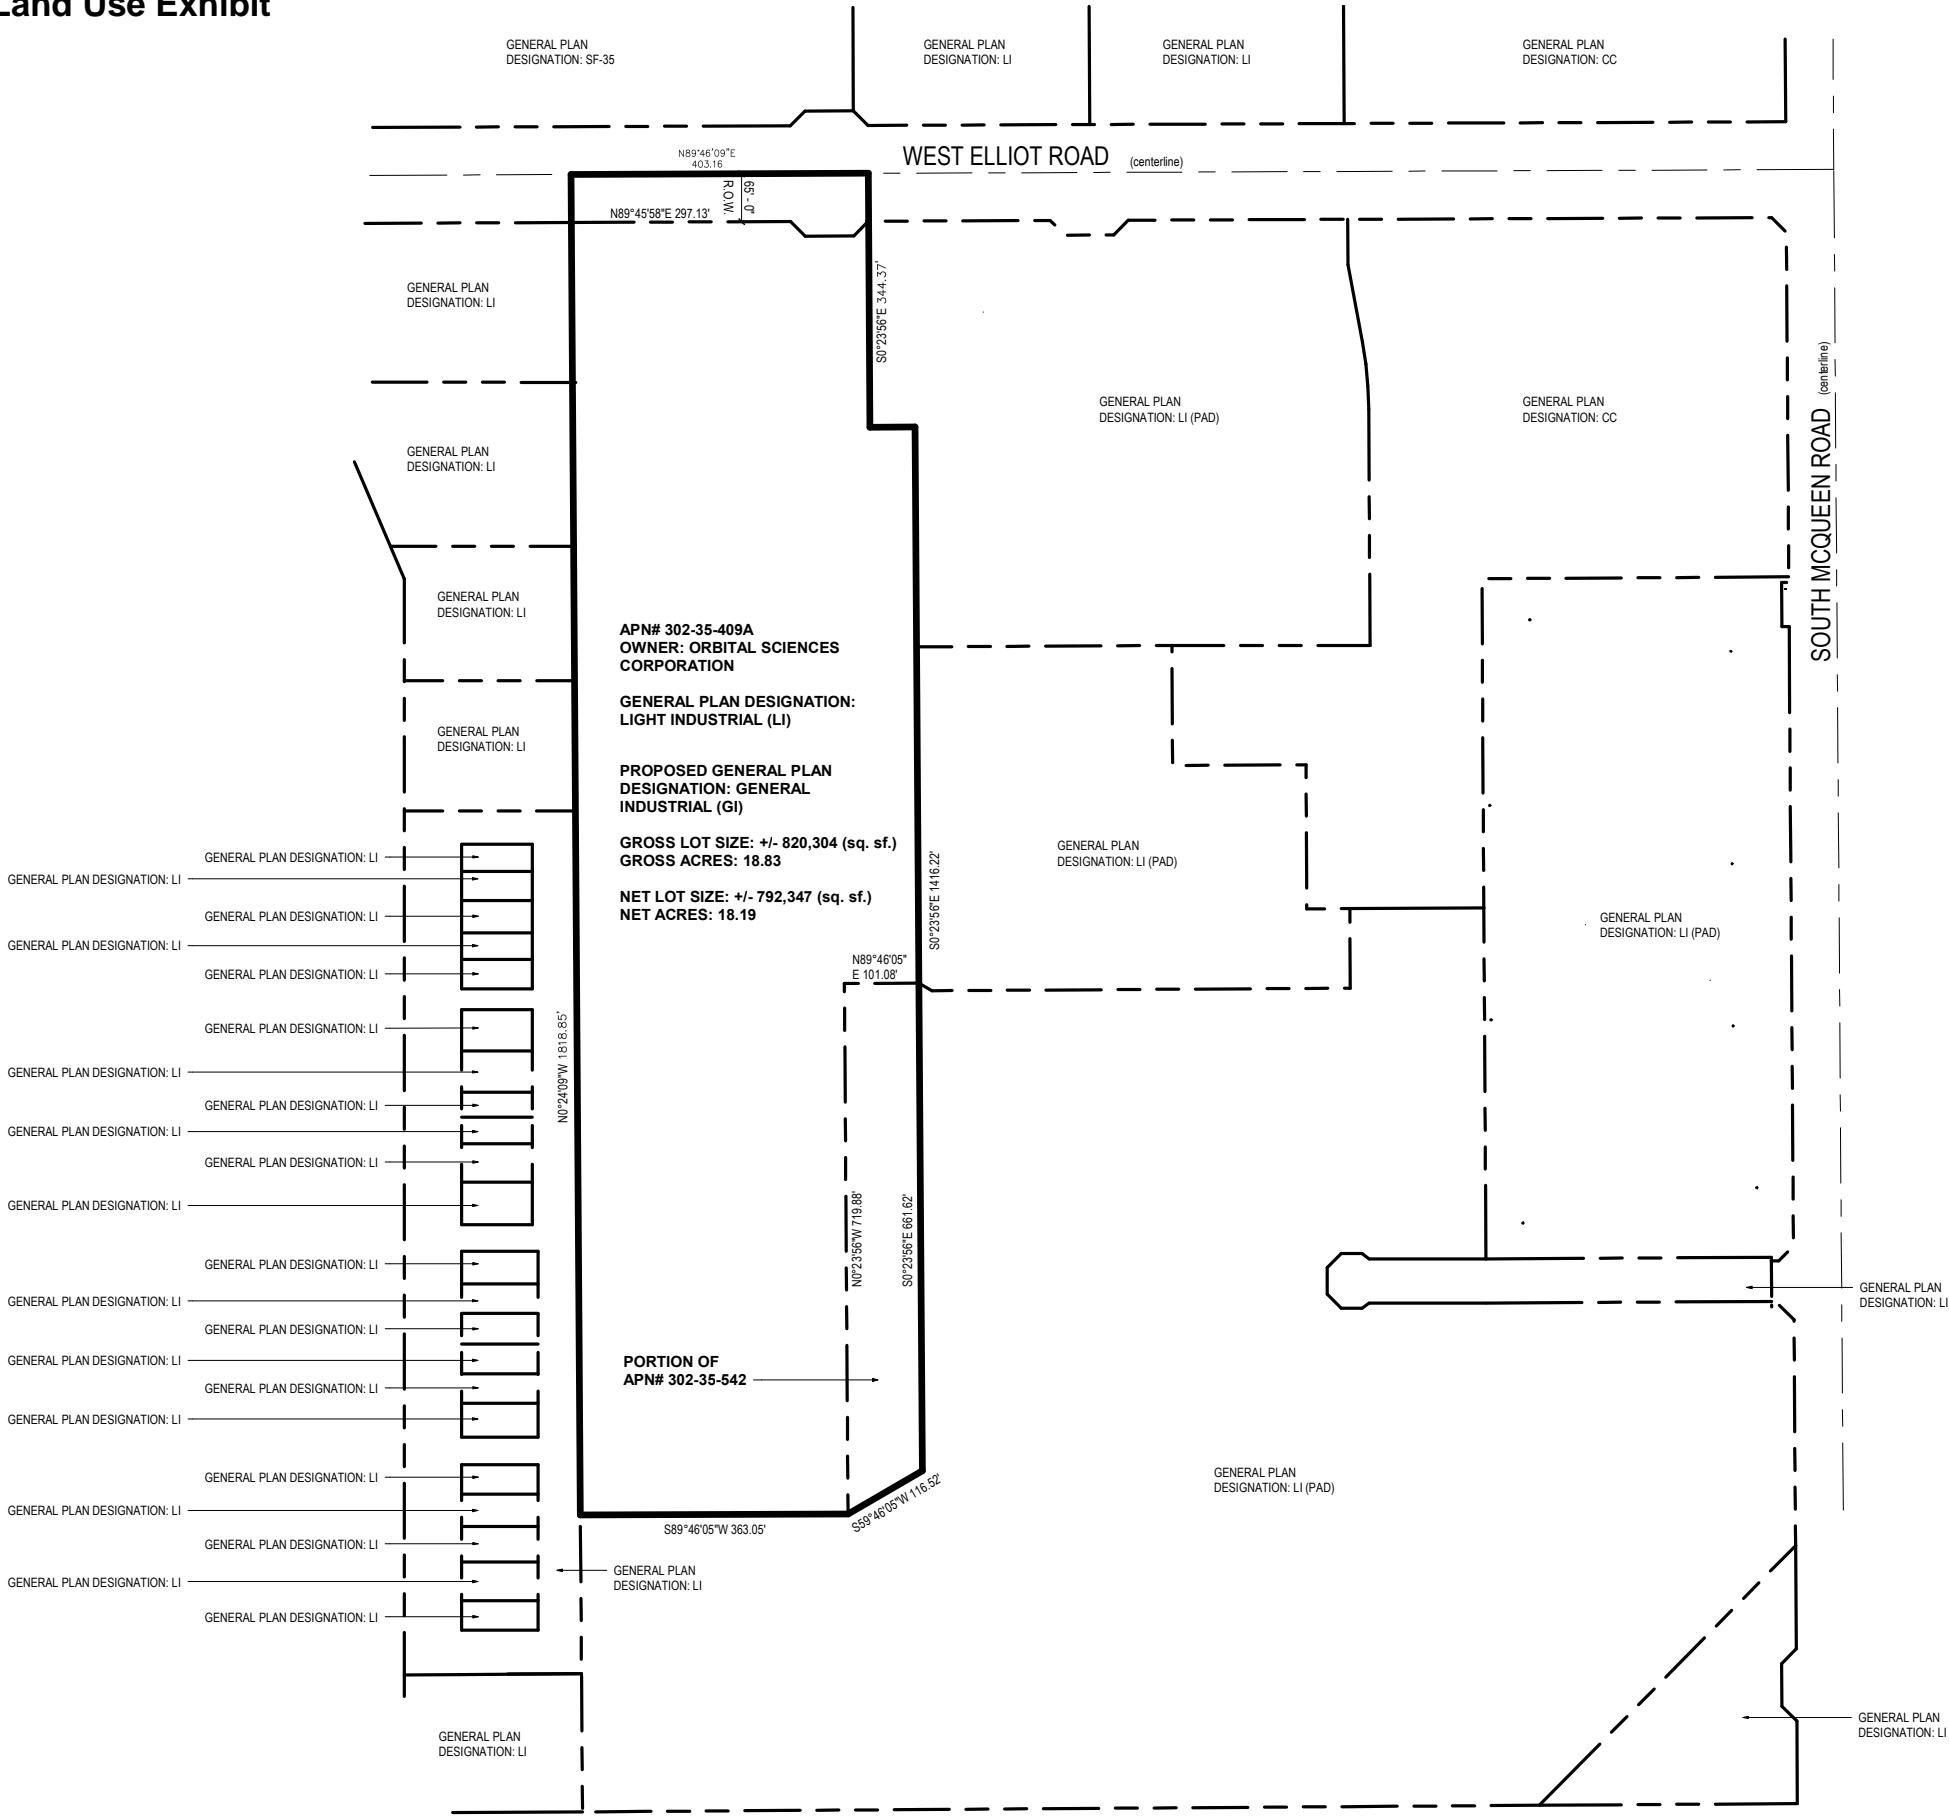 Land Use Exhibit
GENERAL PLAN
DESIGNATION: SF-35
GENERAL PLAN
DESIGNATION: LI
GENERAL PLAN
DESIGNATION: LI
GENERAL PLAN
DESIGNATION: CC
N89°46'09"E
403.16
WEST ELLIOT ROAD (centerline)
65' - 0"
R.O.W.
N89°45'58"E 297.13'
S0°23'56"E 344.37'
GENERAL PLAN
DESIGNATION: LI
GENERAL PLAN
DESIGNATION: LI (PAD)
GENERAL PLAN
DESIGNATION: CC
SOUTH MCQUEEN ROAD (centerline)
GENERAL PLAN
DESIGNATION: LI
GENERAL PLAN
DESIGNATION: LI
GENERAL PLAN
DESIGNATION: LI
APN# 302-35-409A
OWNER: ORBITAL SCIENCES
CORPORATION
GENERAL PLAN DESIGNATION:
LIGHT INDUSTRIAL (LI)
PROPOSED GENERAL PLAN
DESIGNATION: GENERAL
INDUSTRIAL (GI)
GROSS LOT SIZE: +/- 820,304 (sq. sf.)
GROSS ACRES: 18.83
NET LOT SIZE: +/- 792,347 (sq. sf.)
NET ACRES: 18.19
S0°23'56"E 1416.22'
GENERAL PLAN
DESIGNATION: LI (PAD)
GENERAL PLAN
DESIGNATION: LI (PAD)
N89°46'05"
E 101.08'
GENERAL PLAN DESIGNATION: LI
GENERAL PLAN DESIGNATION: LI
GENERAL PLAN DESIGNATION: LI
GENERAL PLAN DESIGNATION: LI
GENERAL PLAN DESIGNATION: LI
GENERAL PLAN DESIGNATION: LI
GENERAL PLAN DESIGNATION: LI
GENERAL PLAN DESIGNATION: LI
GENERAL PLAN DESIGNATION: LI
GENERAL PLAN DESIGNATION: LI
GENERAL PLAN DESIGNATION: LI
N0°24'09"W 1818.85'
N0°23'56"W 719.88'
S0°23'56"E 661.62'
GENERAL PLAN DESIGNATION: LI
GENERAL PLAN DESIGNATION: LI
GENERAL PLAN DESIGNATION: LI
GENERAL PLAN DESIGNATION: LI
GENERAL PLAN DESIGNATION: LI
GENERAL PLAN DESIGNATION: LI
GENERAL PLAN
DESIGNATION: LI
PORTION OF
APN# 302-35-542
GENERAL PLAN DESIGNATION: LI
GENERAL PLAN DESIGNATION: LI
GENERAL PLAN DESIGNATION: LI
GENERAL PLAN DESIGNATION: LI
GENERAL PLAN DESIGNATION: LI
GENERAL PLAN
DESIGNATION: LI (PAD)
S59°46'05"W 116.52'
S89°46'05"W 363.05'
GENERAL PLAN
DESIGNATION: LI
GENERAL PLAN
DESIGNATION: LI
GENERAL PLAN
DESIGNATION: LI